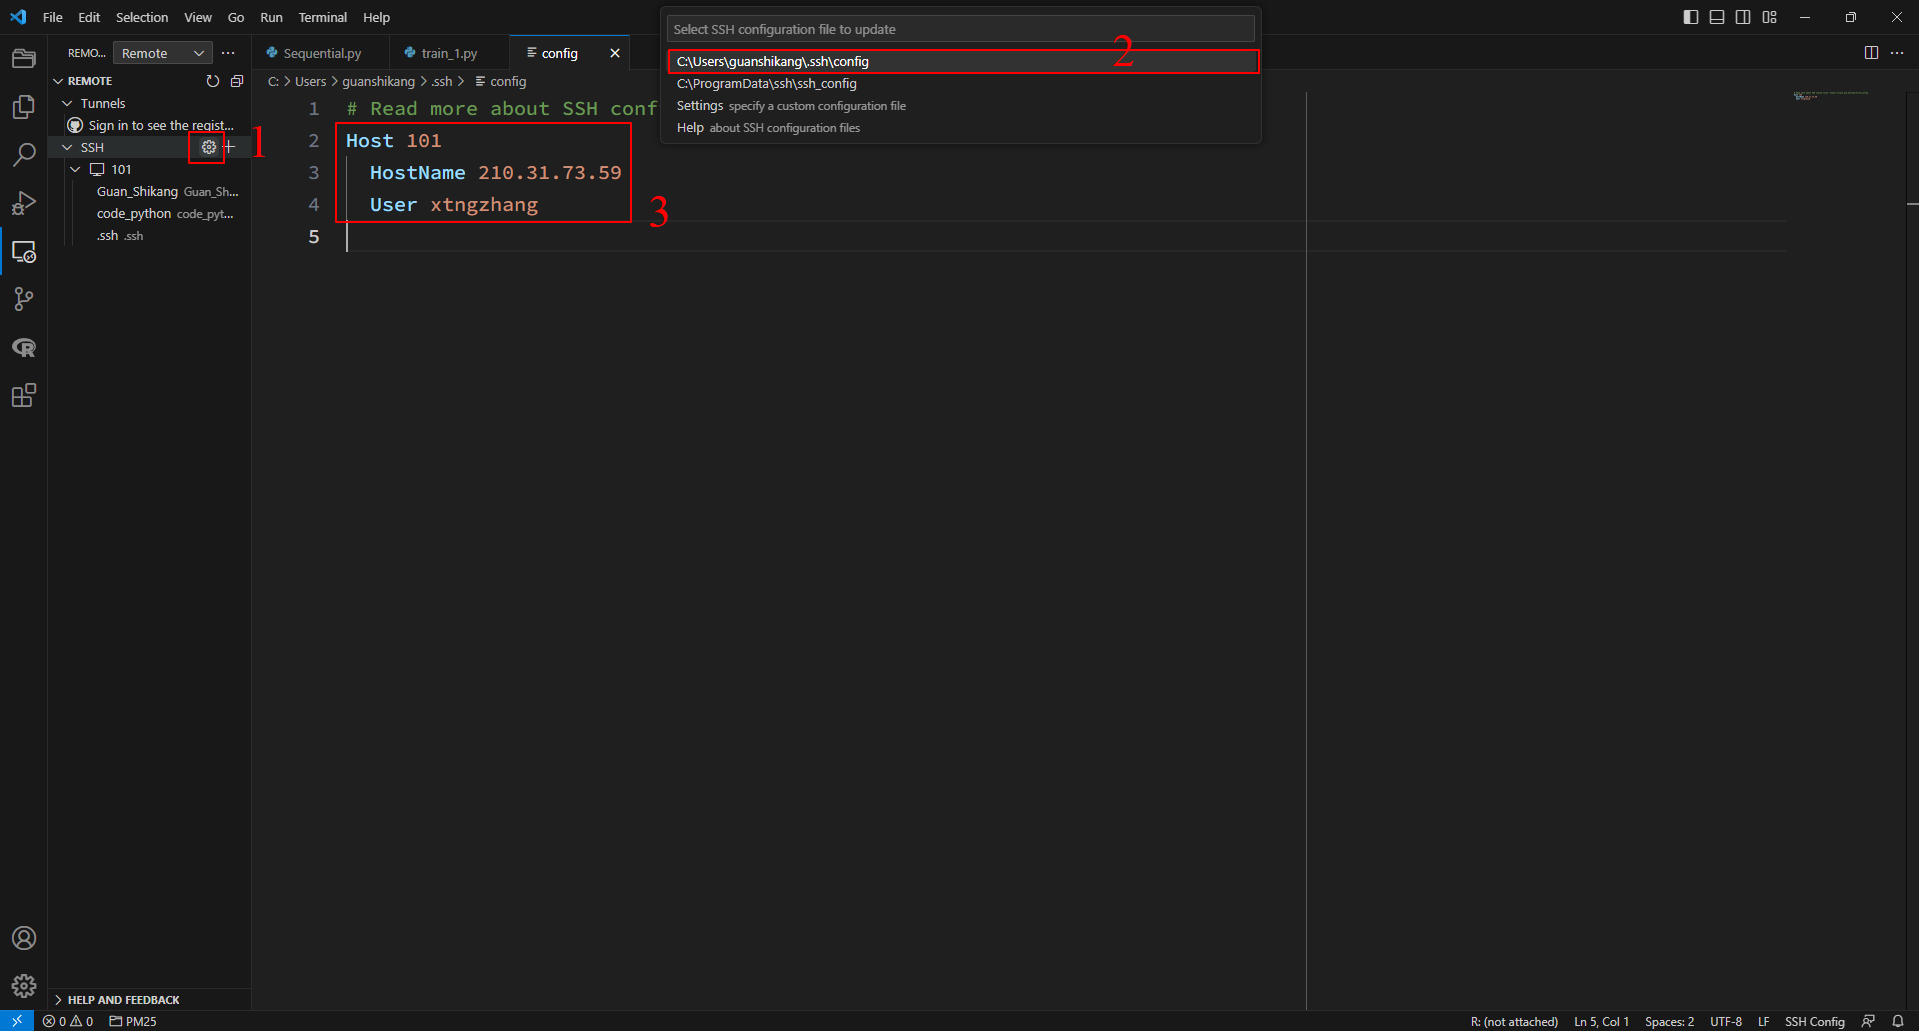 File Edit Selection View Go Run Terminal Help
Select SSH configuration file to update
C:\Users\guanshikang\.ssh\config
2
C:\ProgramData\ssh\ssh_config
Settings specify a custom configuration file
Help about SSH configuration files
REMO... Remote
Sequential.py train_1.py config
REMOTE
Tunnels
Sign in to see the regist...
SSH
1
101
Guan_Shikang Guan_Sh...
code_python code_pyt...
.ssh .ssh
C: > Users > guanshikang > .ssh > config
1 # Read more about SSH conf
2 Host 101
3 HostName 210.31.73.59
4 User xtngzhang
5
3
HELP AND FEEDBACK
0 0 PM25
R: (not attached) Ln 5, Col 1 Spaces: 2 UTF-8 LF SSH Config